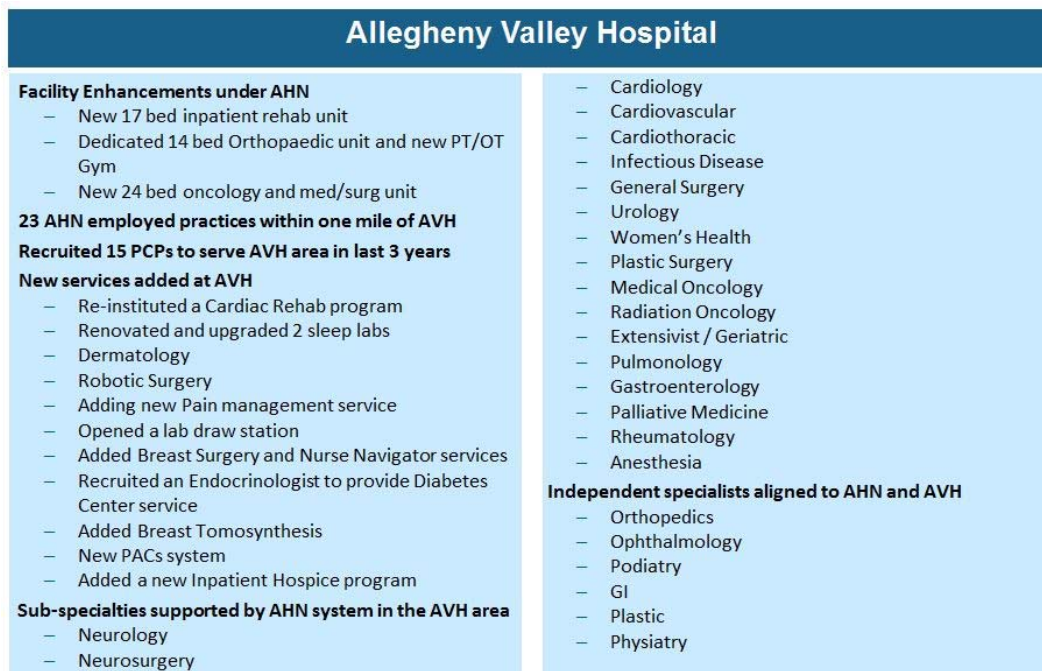 Allegheny Valley Hospital
Facility Enhancements under AHN
– New 17 bed inpatient rehab unit
– Dedicated 14 bed Orthopaedic unit and new PT/OT
Gym
– New 24 bed oncology and med/surg unit
23 AHN employed practices within one mile of AVH
Recruited 15 PCPs to serve AVH area in last 3 years
New services added at AVH
– Re-instituted a Cardiac Rehab program
– Renovated and upgraded 2 sleep labs
– Dermatology
– Robotic Surgery
– Adding new Pain management service
– Opened a lab draw station
– Added Breast Surgery and Nurse Navigator services
– Recruited an Endocrinologist to provide Diabetes
Center service
– Added Breast Tomosynthesis
– New PACs system
– Added a new Inpatient Hospice program
Sub-specialties supported by AHN system in the AVH area
– Neurology
– Neurosurgery
– Cardiology
– Cardiovascular
– Cardiothoracic
– Infectious Disease
– General Surgery
– Urology
– Women's Health
– Plastic Surgery
– Medical Oncology
– Radiation Oncology
– Extensivist / Geriatric
– Pulmonology
– Gastroenterology
– Palliative Medicine
– Rheumatology
– Anesthesia
Independent specialists aligned to AHN and AVH
– Orthopedics
– Ophthalmology
– Podiatry
– GI
– Plastic
– Physiatry